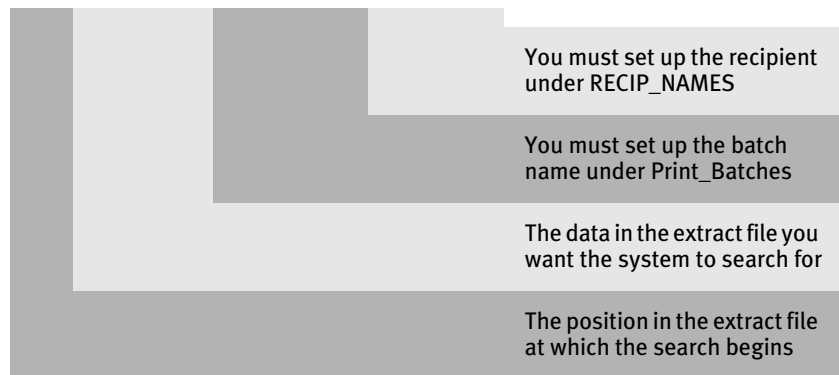 You must set up the recipient
under RECIP_NAMES
You must set up the batch
name under Print_Batches
The data in the extract file you
want the system to search for
The position in the extract file
at which the search begins